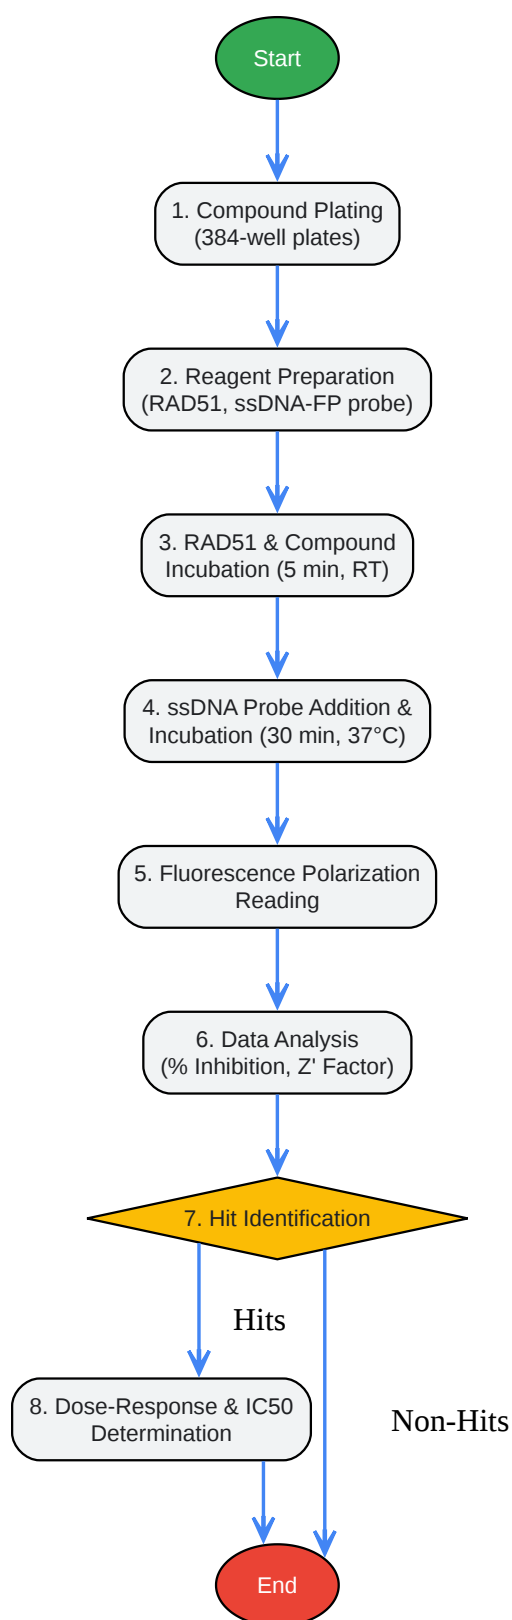 Start
1. Compound Plating
(384-well plates)
2. Reagent Preparation
(RAD51, ssDNA-FP probe)
3. RAD51 & Compound
Incubation (5 min, RT)
4. ssDNA Probe Addition &
Incubation (30 min, 37°C)
5. Fluorescence Polarization
Reading
6. Data Analysis
(% Inhibition, Z' Factor)
7. Hit Identification
Hits
8. Dose-Response & IC50
Determination
Non-Hits
End